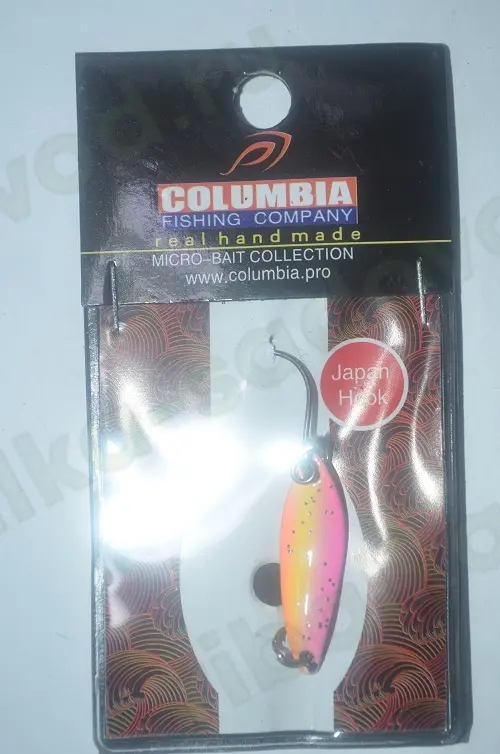 COLUMBIA
FISHING COMPANY
real hand made
MICRO-BAIT COLLECTION
www.columbia.pro
Japan
Hook